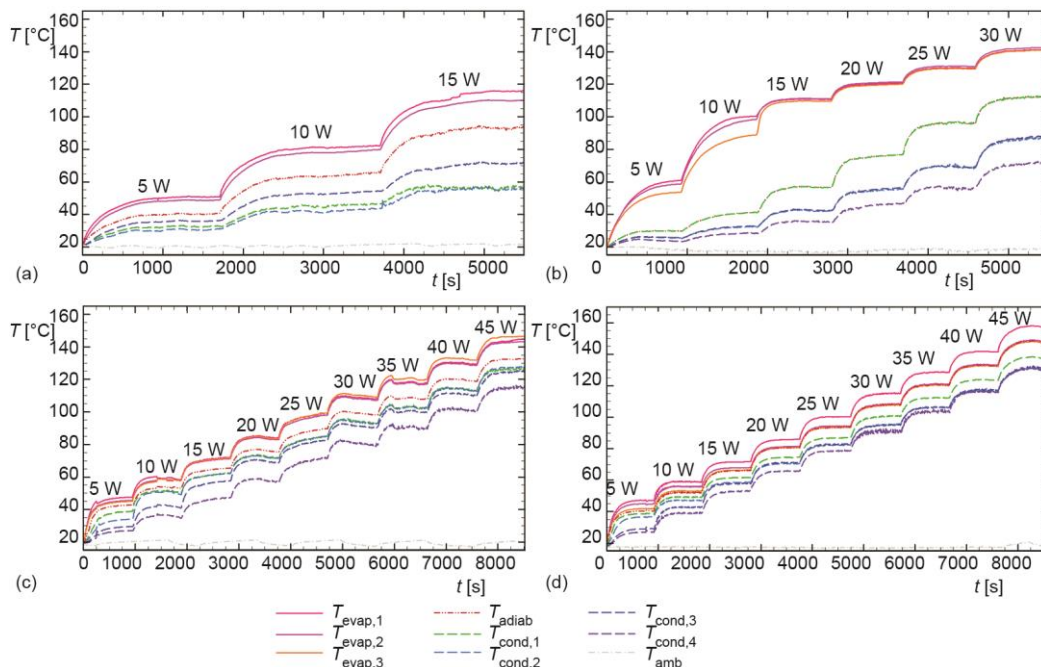 T [°C]
160
140
120
100
80
60
40
20
5 W
10 W
15 W
0 1000 2000 3000 4000 5000
(a)
t [s]
T [°C]
160
140
120
100
80
60
40
20
5 W
10 W
15 W
20 W
25 W
30 W
0 1000 2000 3000 4000 5000
(b)
t [s]
T [°C]
160
140
120
100
80
60
40
20
5 W
10 W
15 W
20 W
25 W
30 W
35 W
40 W
45 W
0 1000 2000 3000 4000 5000 6000 7000 8000
(c)
t [s]
T [°C]
160
140
120
100
80
60
40
20
5 W
10 W
15 W
20 W
25 W
30 W
35 W
40 W
45 W
0 1000 2000 3000 4000 5000 6000 7000 8000
(d)
t [s]
Tevap,1
Tevap,2
Tevap,3
Tadiab
Tcond,1
Tcond,2
Tcond,3
Tcond,4
Tamb